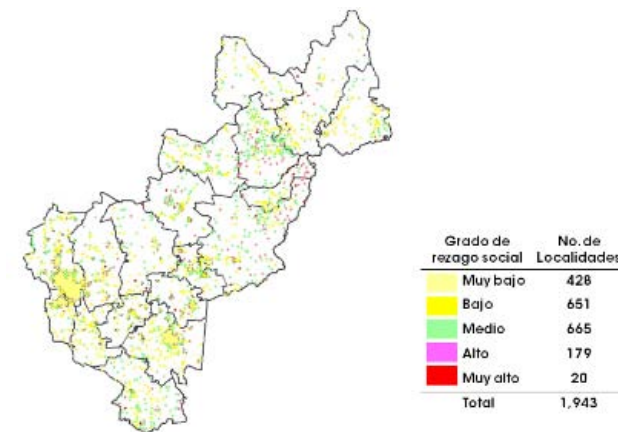 Grado de rezago social No. de Localidades
Muy bajo 428
Bajo 651
Medio 665
Alto 179
Muy alto 20
Total 1,943